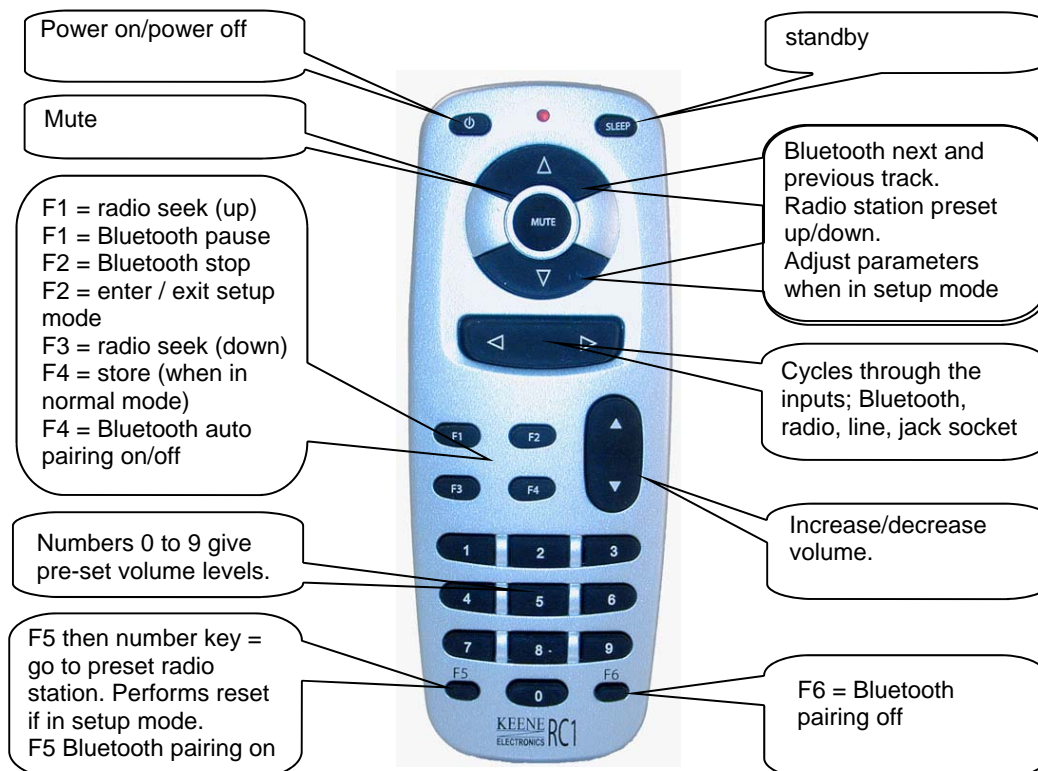 Power on/power off
standby
Mute
SLEEP
Bluetooth next and
previous track.
Radio station preset
up/down.
Adjust parameters
when in setup mode
MUTE
F1 = radio seek (up)
F1 = Bluetooth pause
F2 = Bluetooth stop
F2 = enter / exit setup
mode
F3 = radio seek (down)
F4 = store (when in
normal mode)
F4 = Bluetooth auto
pairing on/off
Cycles through the
inputs; Bluetooth,
radio, line, jack socket
F1 F2
F3 F4
Increase/decrease
volume.
Numbers 0 to 9 give
pre-set volume levels.
1 2 3
4 5 6
7 8 - 9
F5 0 F6
F5 then number key =
go to preset radio
station. Performs reset
if in setup mode.
F5 Bluetooth pairing on
F6 = Bluetooth
pairing off
KEENE
ELECTRONICS RC1